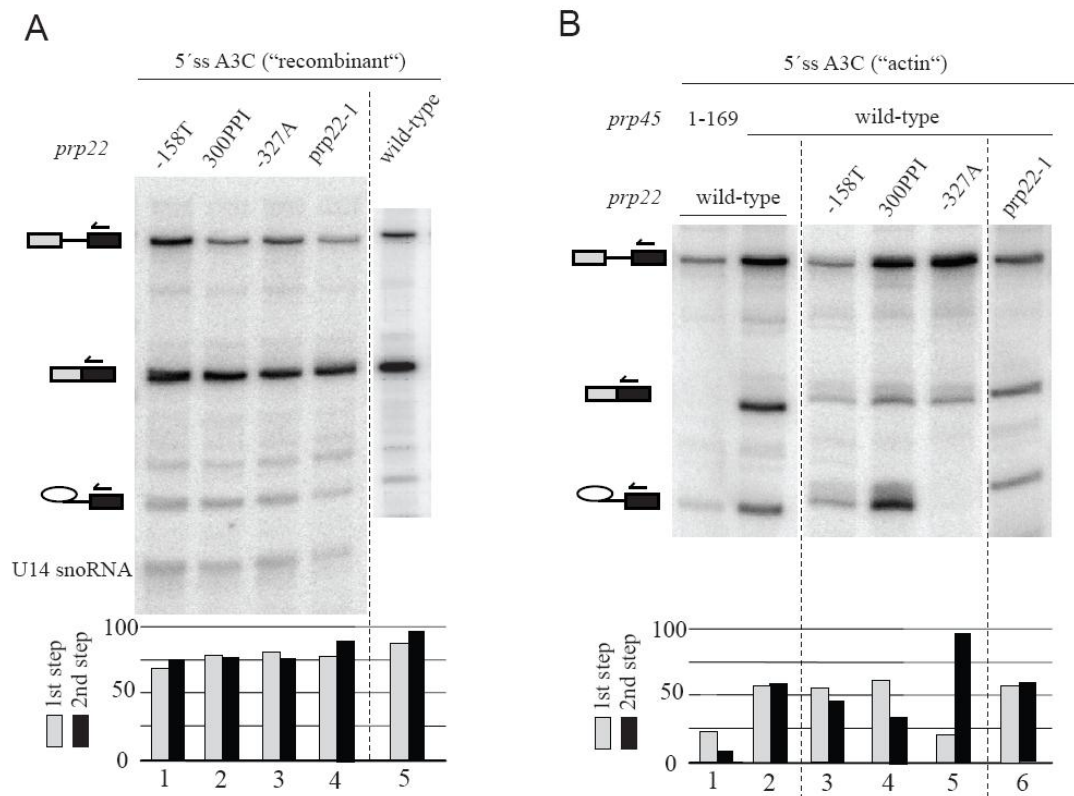 A
5´ss A3C (“recombinant“)
prp22
-158T
300PPI
-327A
prp22-1
wild-type
U14 snoRNA
1st step
2nd step
100
50
0
1 2 3 4 5
B
5´ss A3C (“actin“)
prp45 1-169 wild-type
prp22 wild-type
-158T
300PPI
-327A
prp22-1
1st step
2nd step
100
50
0
1 2 3 4 5 6